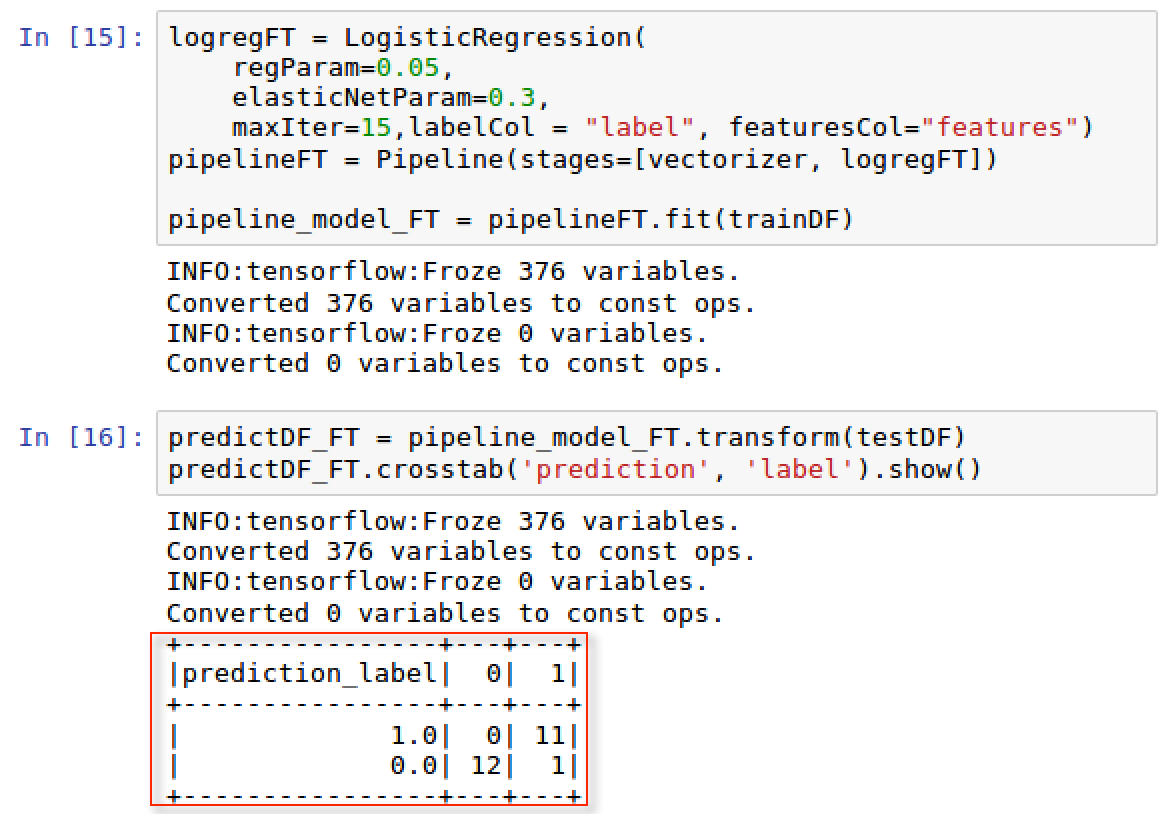 In [15]: logregFT = LogisticRegression(
    regParam=0.05,
    elasticNetParam=0.3,
    maxIter=15,labelCol = "label", featuresCol="features")
pipelineFT = Pipeline(stages=[vectorizer, logregFT])
pipeline_model_FT = pipelineFT.fit(trainDF)
INFO:tensorflow:Froze 376 variables.
Converted 376 variables to const ops.
INFO:tensorflow:Froze 0 variables.
Converted 0 variables to const ops.
In [16]: predictDF_FT = pipeline_model_FT.transform(testDF)
predictDF_FT.crosstab('prediction', 'label').show()
INFO:tensorflow:Froze 376 variables.
Converted 376 variables to const ops.
INFO:tensorflow:Froze 0 variables.
Converted 0 variables to const ops.
+----------------+---+---+
|prediction_label|  0|  1|
+----------------+---+---+
|             1.0|  0| 11|
|             0.0| 12|  1|
+----------------+---+---+